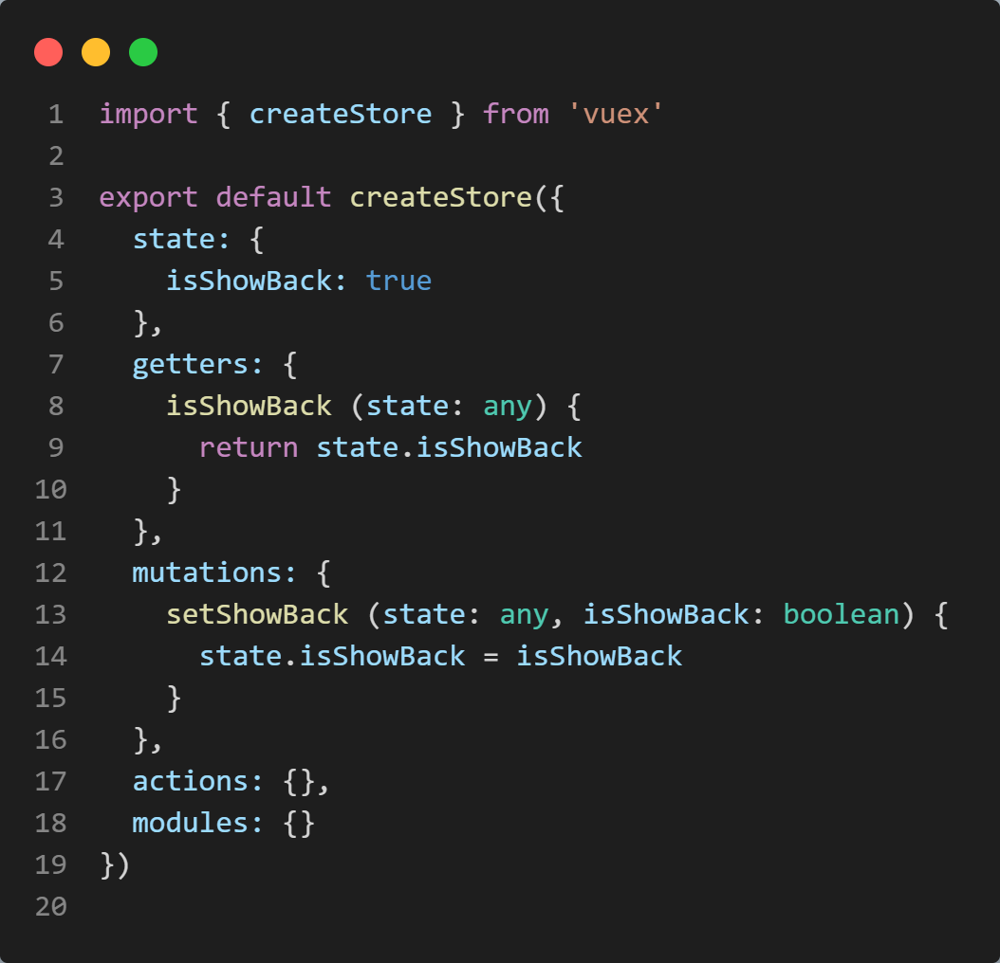 1 import { createStore } from 'vuex'
2
3 export default createStore({
4   state: {
5     isShowBack: true
6   },
7   getters: {
8     isShowBack (state: any) {
9       return state.isShowBack
10     }
11   },
12   mutations: {
13     setShowBack (state: any, isShowBack: boolean) {
14       state.isShowBack = isShowBack
15     }
16   },
17   actions: {},
18   modules: {}
19 })
20